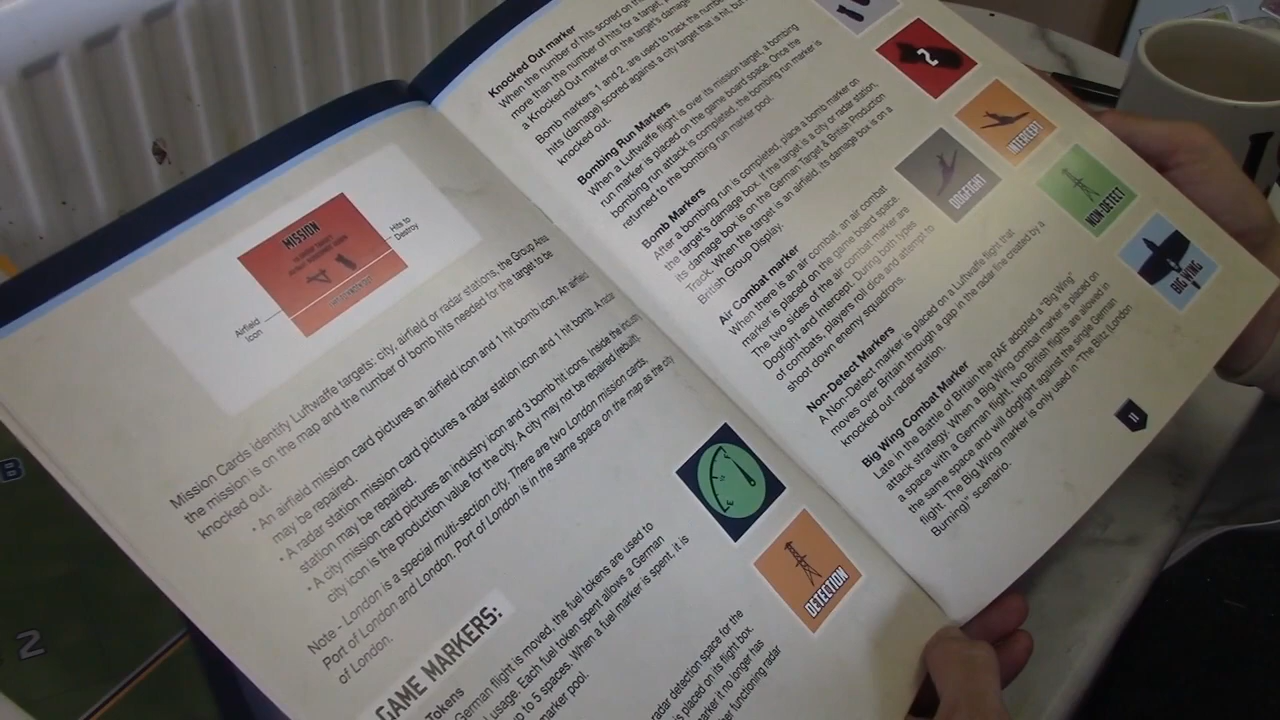 MISSION
Hits to
Destroy
Airfield
Icon
Mission Cards identify Luftwaffe targets: city, airfield or radar stations, the Group Area
the mission is on the map and the number of bomb hits needed for the target to be
knocked out.
• An airfield mission card pictures an airfield icon and 1 hit bomb icon. An airfield
may be repaired.
• A radar station mission card pictures a radar station icon and 1 hit bomb. A radar
station may be repaired.
• A city mission card pictures an industry icon and 3 bomb hit icons. Inside the
city icon is the production value for the city. A city may not be repaired (rebuilt).
Note - London is a special multi-section city. There are two London mission cards,
Port of London and London. Port of London is in the same space on the map as the city
of London.
GAME MARKERS:
Tokens
German flight is moved, the fuel tokens are used to
usage. Each fuel token spent allows a German
up to 5 spaces. When a fuel marker is spent, it is
marker pool.
radar detection space for the
is placed on its flight box.
marker if no longer has
functioning radar
DETECTION
Knocked Out marker
When the number of hits scored on
more than the number of hits for a target,
a Knocked Out marker on the target's damage
Bomb markers 1 and 2, are used to track the number
hits (damage) scored against a city target that is hit, but
knocked out.
Bombing Run Markers
When a Luftwaffe flight is over its mission target, a bombing
run marker is placed on the game board space. Once the
bombing run attack is completed, the bombing run marker is
returned to the bombing run marker pool.
Bomb Markers
After a bombing run is completed, place a bomb marker on
the target's damage box. If the target is a city or radar station,
its damage box is on the German Target & British Production
Track. When the target is an airfield, its damage box is on a
British Group Display.
Air Combat marker
When there is an air combat, an air combat
marker is placed on the game board space.
The two sides of the air combat marker are
Dogfight and Intercept. During both types
of combats, players roll dice and attempt to
shoot down enemy squadrons.
Non-Detect Markers
A Non-Detect marker is placed on a Luftwaffe flight that
moves over Britain through a gap in the radar line created by a
knocked out radar station.
Big Wing Combat Marker
Late in the Battle of Britain the RAF adopted a "Big Wing"
attack strategy. When a Big Wing combat marker is placed on
a space with a German flight, two British flights are allowed in
the same space and will dogfight against the single German
flight. The Big Wing marker is only used in "The Blitz (London
Burning)" scenario.
2
INTERCEPT
DOGFIGHT
NON-DETECT
BIG WING
11
N